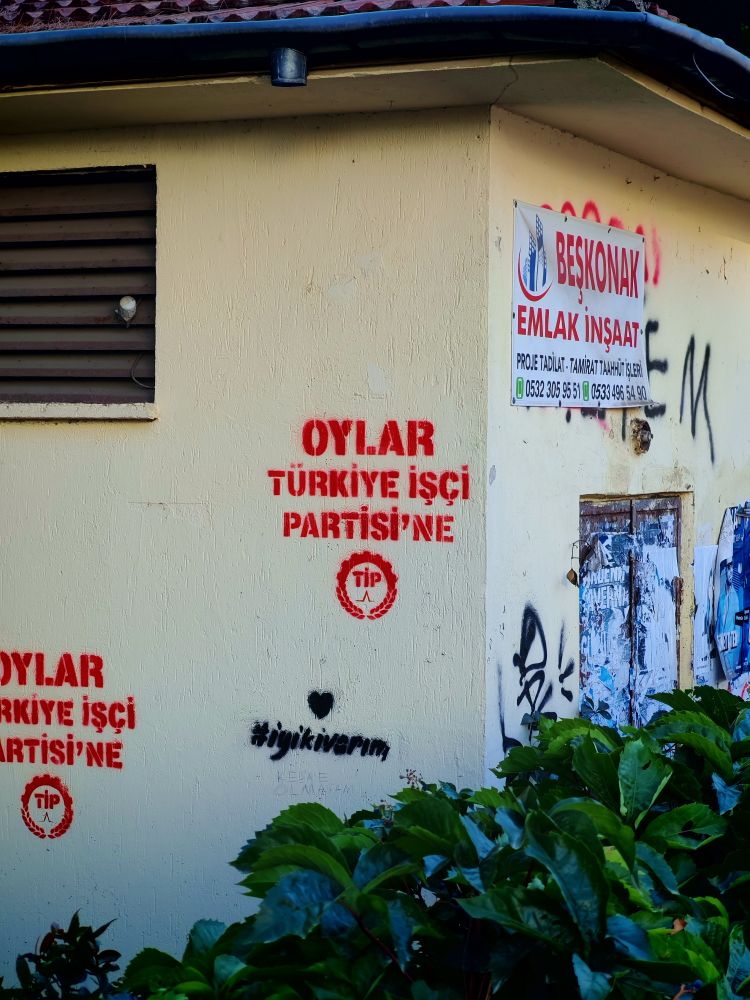 BEŞKONAK
EMLAK İNŞAAT
PROJE TADİLAT - TAMİRAT TAAHHÜT İŞLERİ
0532 305 95 51 0533 496 54 90
OYLAR
TÜRKİYE İŞÇİ
PARTİSİ'NE
TİP
OYLAR
RKİYE İŞÇİ
ARTİSİ'NE
TİP
#iyikivarım